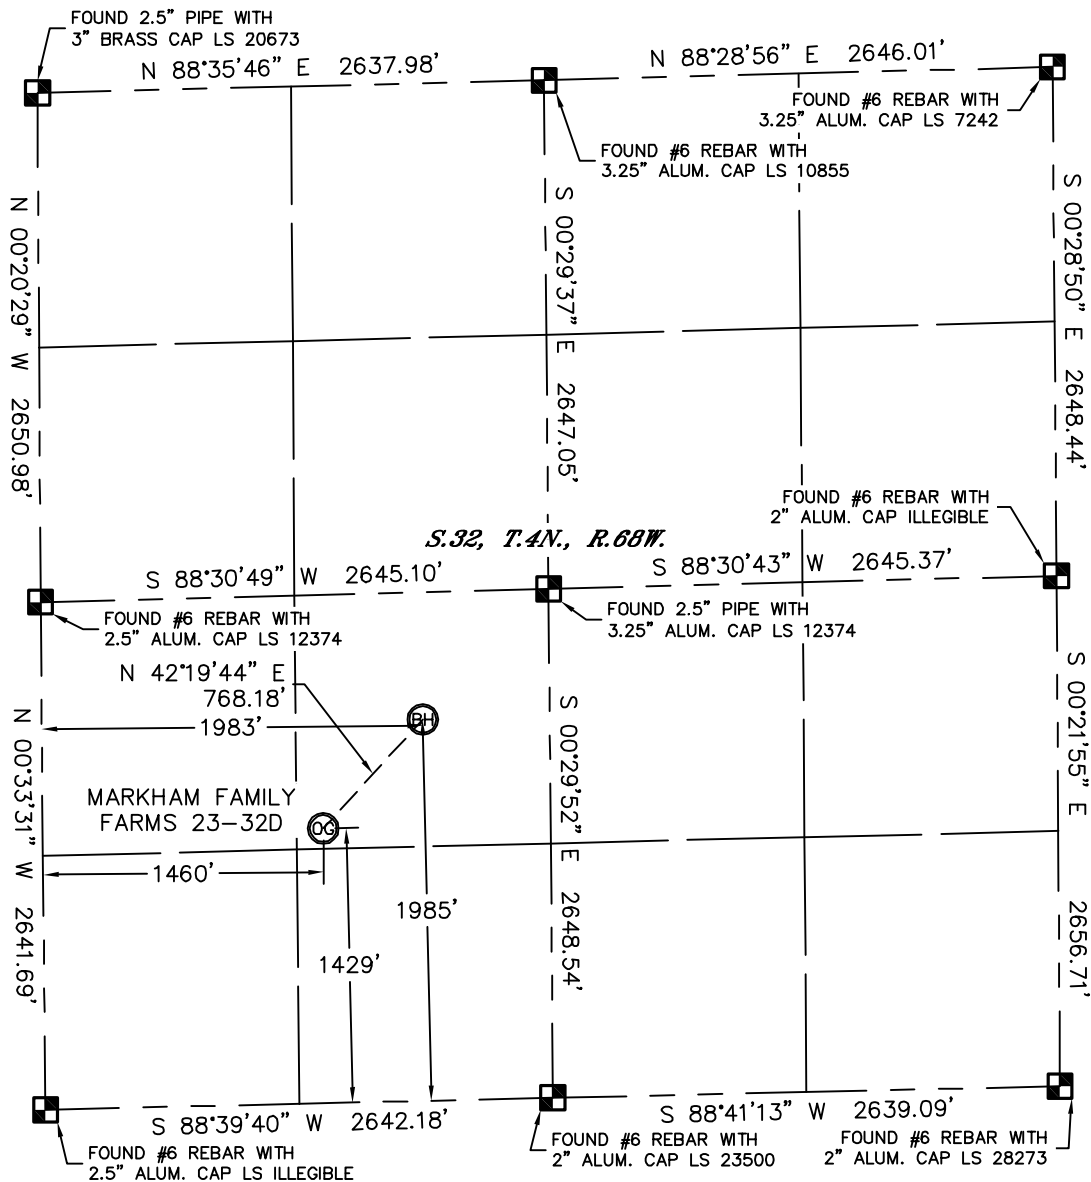 FOUND 2.5" PIPE WITH
3" BRASS CAP LS 20673
N 88°35'46" E 2637.98'
N 88°28'56" E 2646.01'
FOUND #6 REBAR WITH
3.25" ALUM. CAP LS 7242
FOUND #6 REBAR WITH
3.25" ALUM. CAP LS 10855
N 00°20'29" W 2650.98'
S 00°29'37" E 2647.05'
S 00°28'50" E 2648.44'
FOUND #6 REBAR WITH
2" ALUM. CAP ILLEGIBLE
S.32, T.4N., R.68W.
S 88°30'49" W 2645.10'
S 88°30'43" W 2645.37'
FOUND #6 REBAR WITH
2.5" ALUM. CAP LS 12374
FOUND 2.5" PIPE WITH
3.25" ALUM. CAP LS 12374
N 42°19'44" E
768.18'
BH
1983'
MARKHAM FAMILY
FARMS 23-32D
OG
1460'
1985'
1429'
N 00°33'31" W 2641.69'
S 00°29'52" E 2648.54'
S 00°21'55" E 2656.71'
S 88°39'40" W 2642.18'
S 88°41'13" W 2639.09'
FOUND #6 REBAR WITH
2.5" ALUM. CAP LS ILLEGIBLE
FOUND #6 REBAR WITH
2" ALUM. CAP LS 23500
FOUND #6 REBAR WITH
2" ALUM. CAP LS 28273